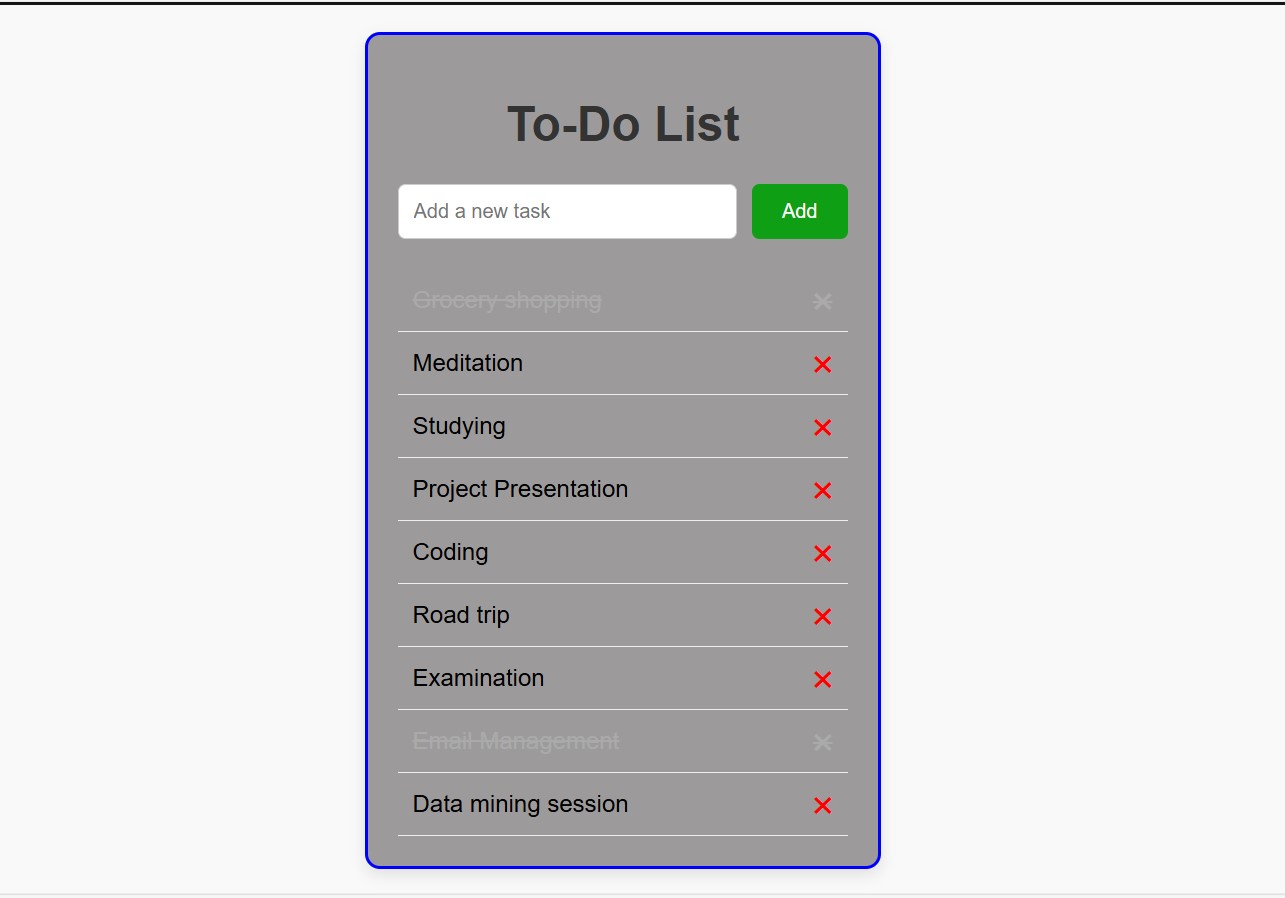 To-Do List
Add a new task
Add
Grocery shopping
Meditation
Studying
Project Presentation
Coding
Road trip
Examination
Email Management
Data mining session